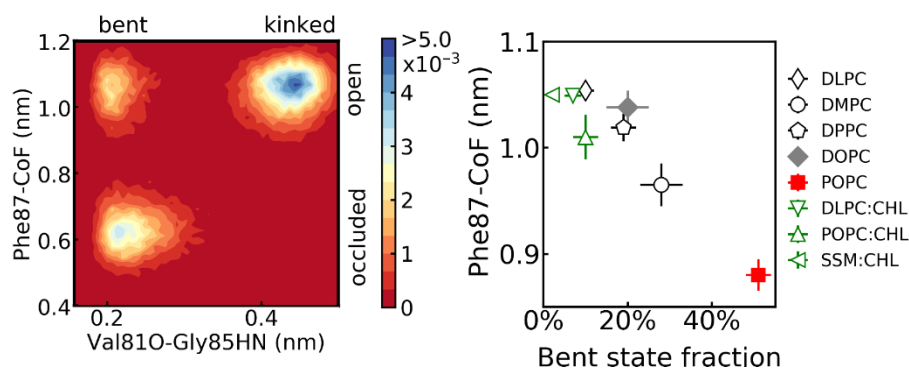 bent kinked
1.2
1.0
0.8
0.6
0.4
Phe87-CoF (nm)
0.2 0.4
Val81O-Gly85HN (nm)
>5.0
x10⁻³
4
3
2
1
0
open
occluded
1.1
1.0
0.9
0.8
Phe87-CoF (nm)
0% 20% 40%
Bent state fraction
DLPC
DMPC
DPPC
DOPC
POPC
DLPC:CHL
POPC:CHL
SSM:CHL